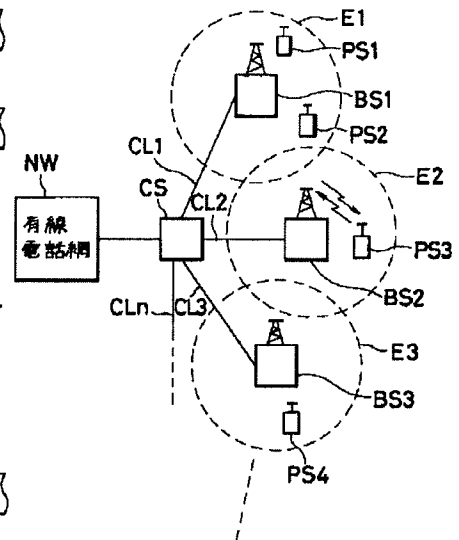 E1
PS1
BS1
PS2
CL1
NW
CS
CL2
E2
有線
電話網
PS3
BS2
CLn
CL3
E3
BS3
PS4